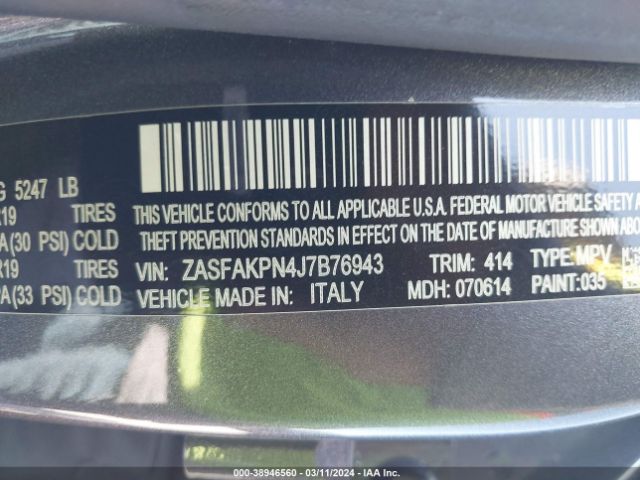 G 5247 LB
R19 TIRES THIS VEHICLE CONFORMS TO ALL APPLICABLE U.S.A. FEDERAL MOTOR VEHICLE SAFETY
A(30 PSI) COLD THEFT PREVENTION STANDARDS IN EFFECT ON THE DATE OF MANUFACTURE SHOWN ABOVE
R19 TIRES VIN: ZASFAKPN4J7B76943 TRIM: 414 TYPE: MPV
PA(33 PSI) COLD VEHICLE MADE IN: ITALY MDH: 070614 PAINT:035
000-38946560 — 03/11/2024 — IAA Inc.